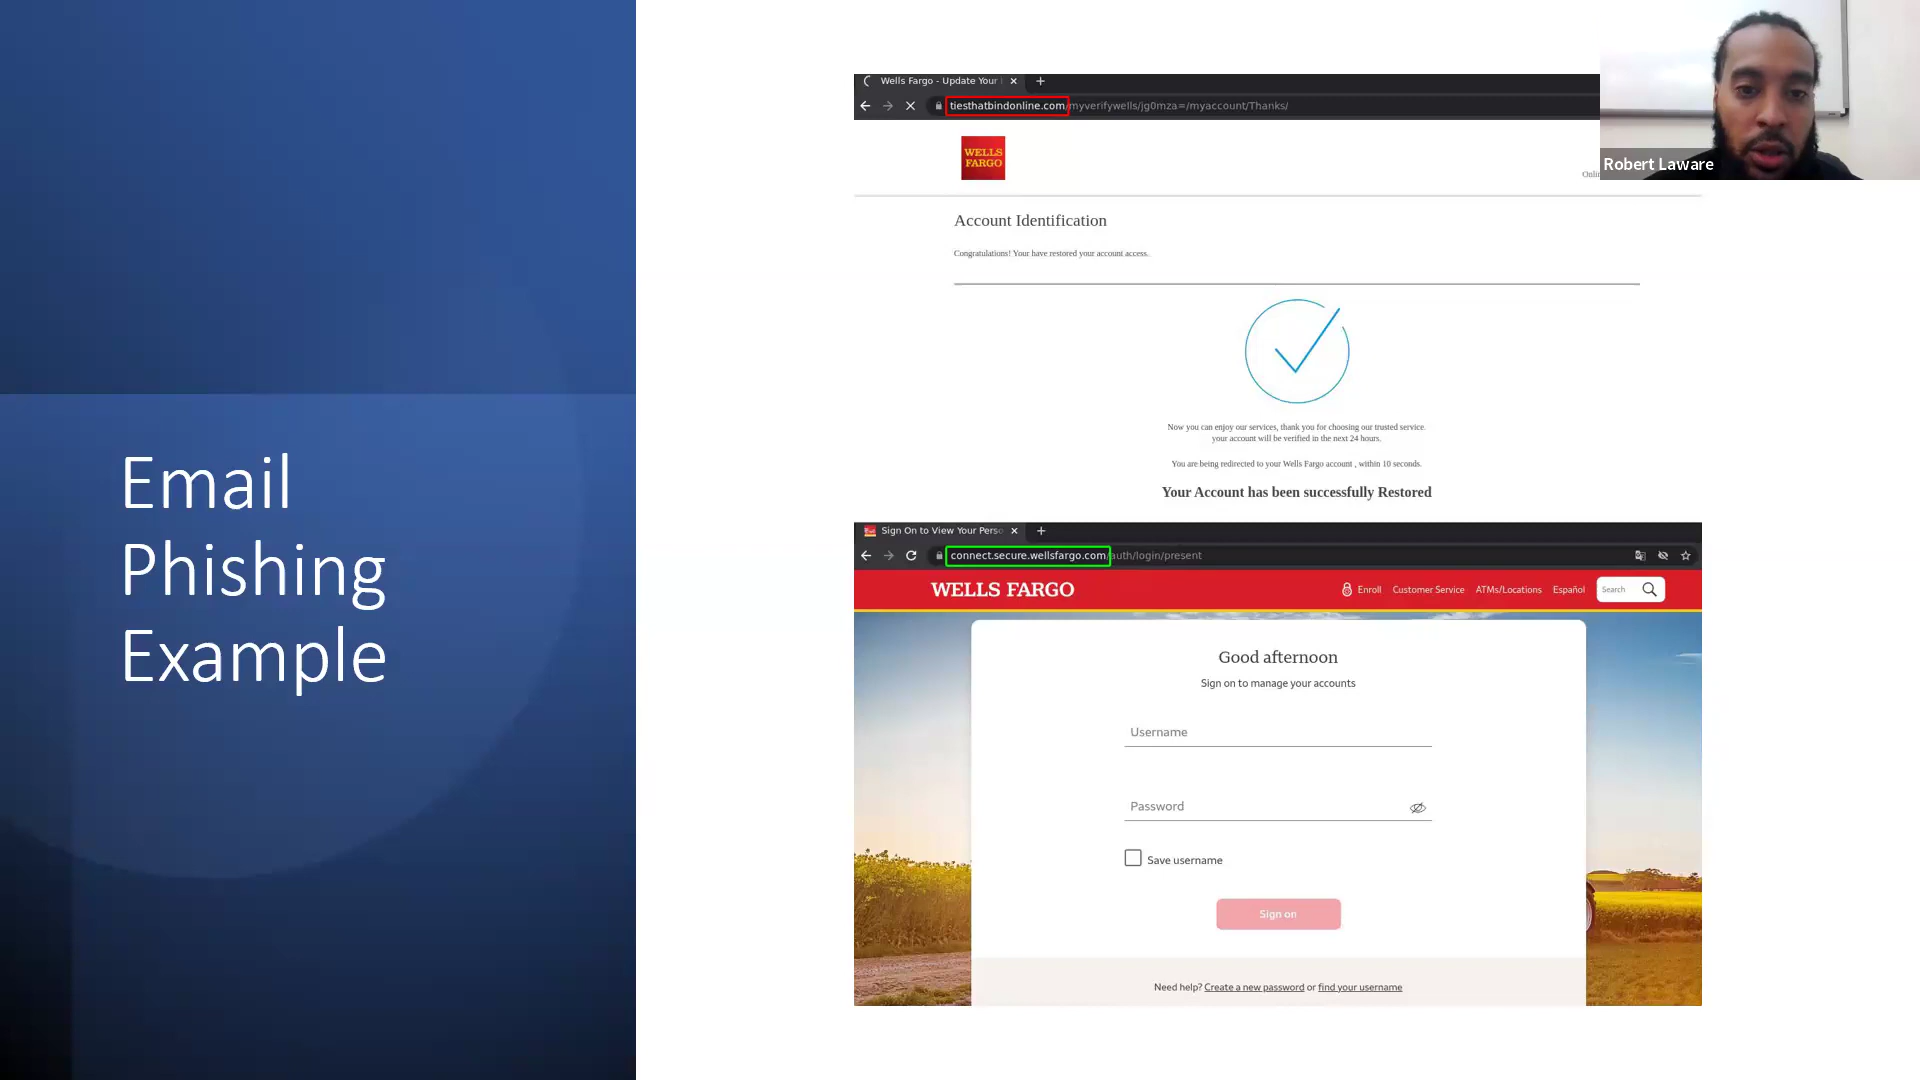 Email
Phishing
Example
Wells Fargo - Update Your
tiesthatbindonline.com/myverifywells/jg0mza=/myaccount/Thanks/
WELLS
FARGO
Robert Laware
Account Identification
Congratulations! Your have restored your account access.
Now you can enjoy our services, thank you for choosing our trusted service.
your account will be verified in the next 24 hours.
You are being redirected to your Wells Fargo account , within 10 seconds.
Your Account has been successfully Restored
Sign On to View Your Perso
connect.secure.wellsfargo.com/auth/login/present
WELLS FARGO
Enroll Customer Service ATMs/Locations Español Search
Good afternoon
Sign on to manage your accounts
Username
Password
Save username
Sign on
Need help? Create a new password or find your username